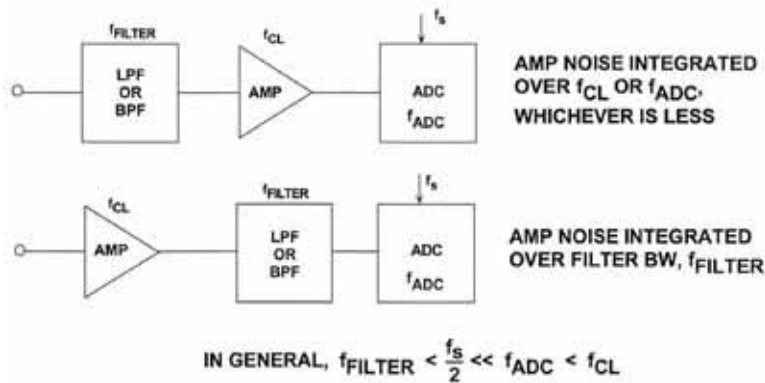 fFILTER
LPF
OR
BPF
fCL
AMP
fs
ADC
fADC
AMP NOISE INTEGRATED
OVER fCL OR fADC,
WHICHEVER IS LESS
fCL
AMP
fFILTER
LPF
OR
BPF
fs
ADC
fADC
AMP NOISE INTEGRATED
OVER FILTER BW, fFILTER
IN GENERAL, fFILTER < fs/2 << fADC < fCL